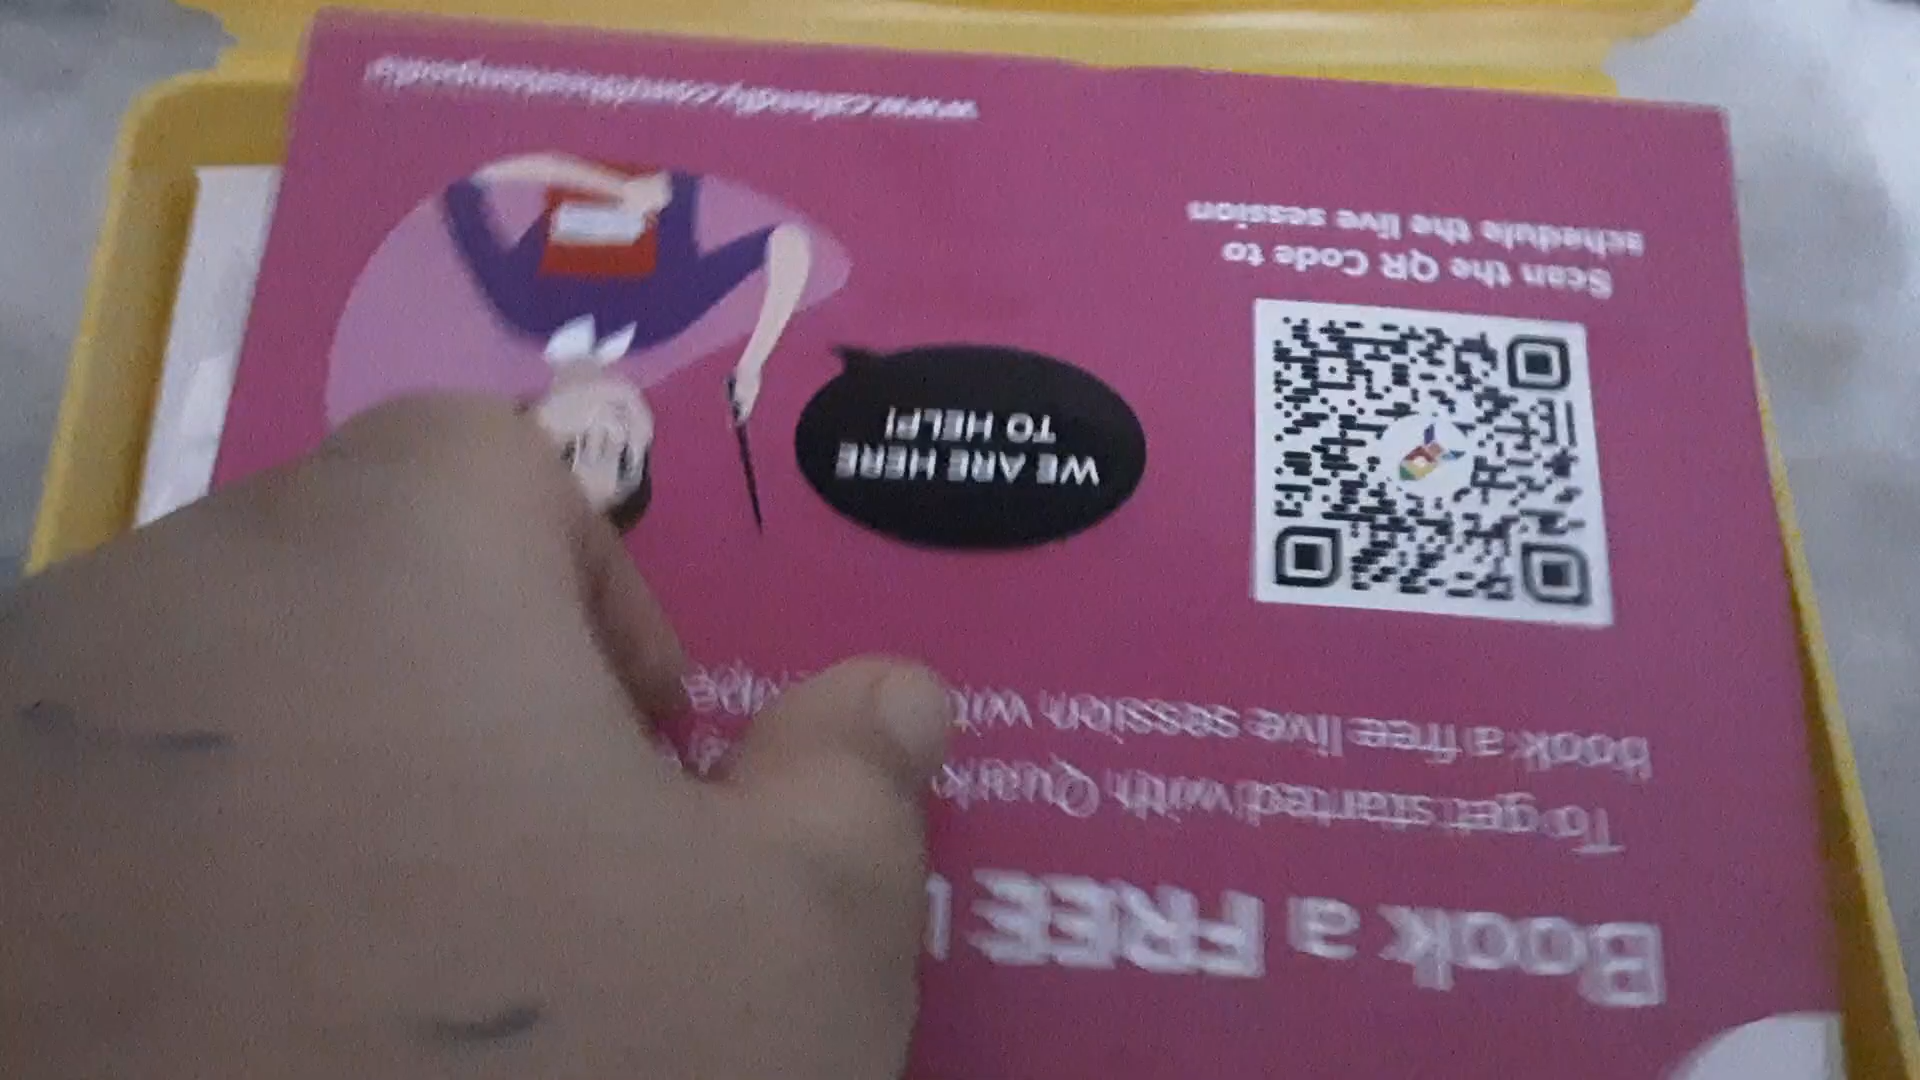 Book a FREE
To get started with Quark
book a free live session with
Scan the QR Code to
schedule the live session
WE ARE HERE
TO HELP!